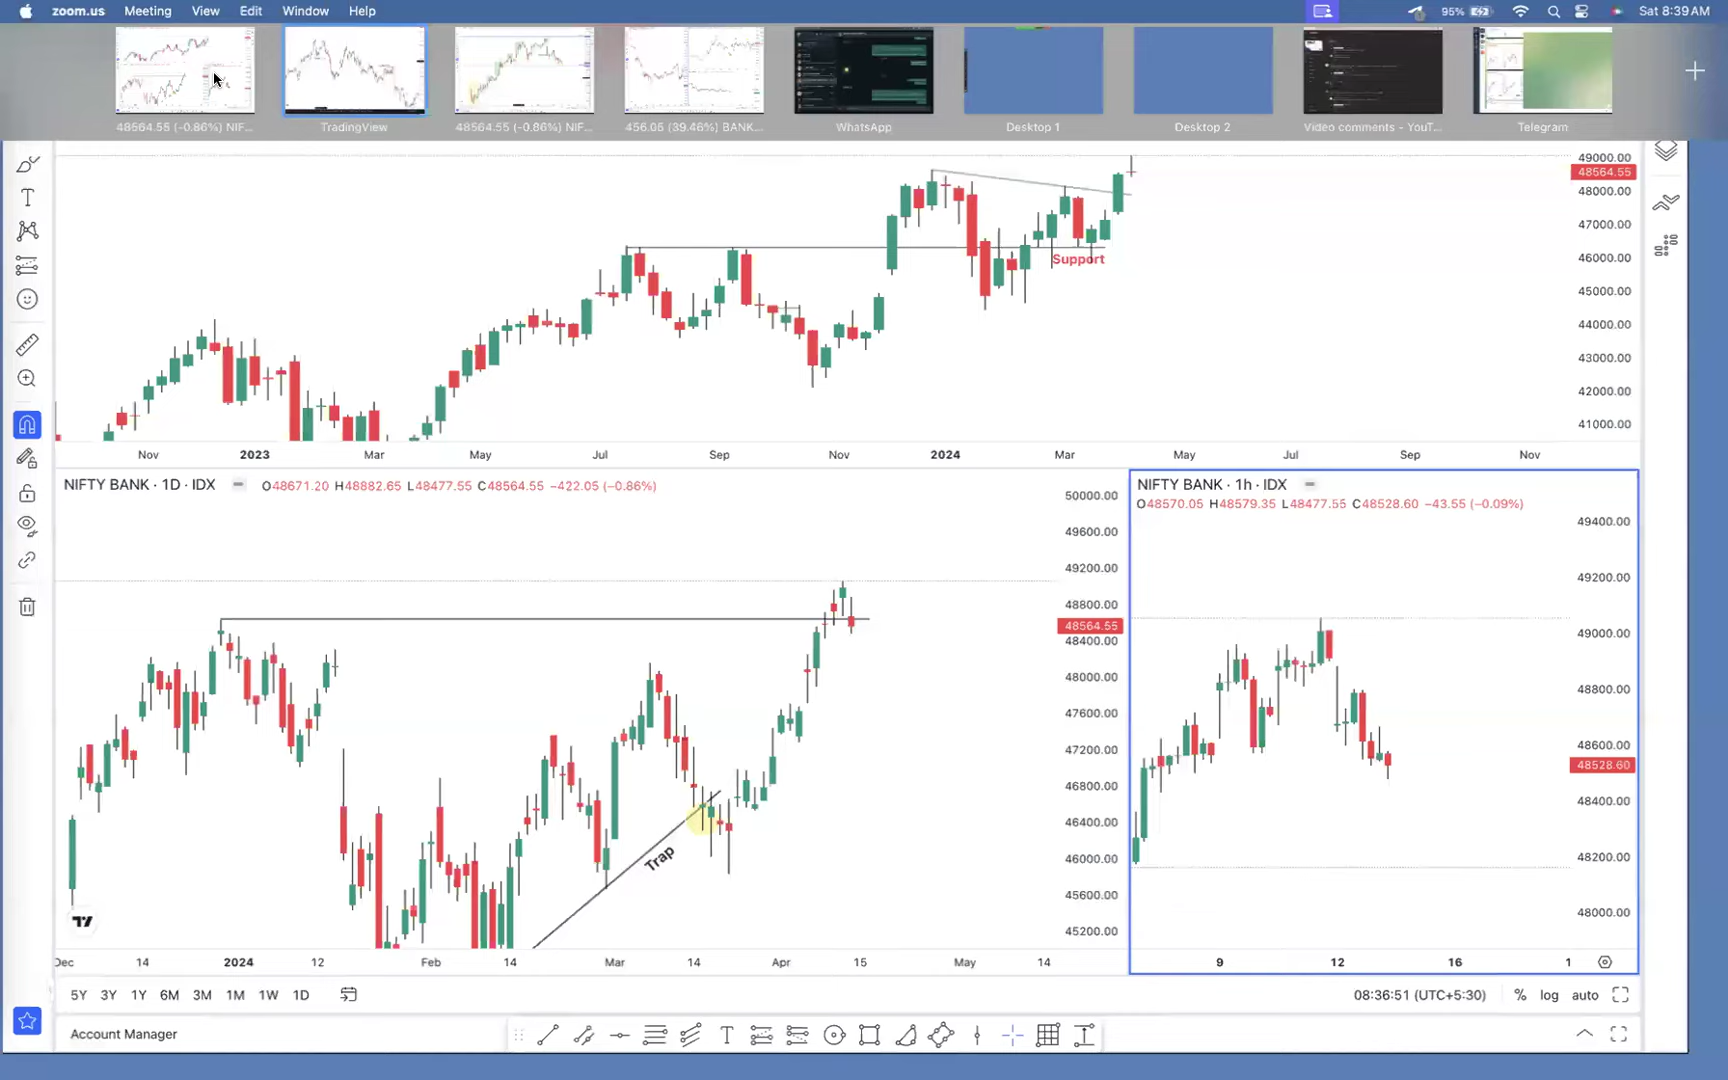 zoom.us Meeting View Edit Window Help 95% Sat 8:39 AM
48564.55 (-0.86%) NIF... TradingView 48564.55 (-0.86%) NIF... 456.05 (39.46%) BANK... WhatsApp Desktop 1 Desktop 2 Video comments - YouT... Telegram
49000.00
48564.55
48000.00
47000.00
46000.00
Support
45000.00
44000.00
43000.00
42000.00
41000.00
Nov 2023 Mar May Jul Sep Nov 2024 Mar May Jul Sep Nov
NIFTY BANK · 1D · IDX O48671.20 H48882.65 L48477.55 C48564.55 −422.05 (−0.86%)
50000.00
49600.00
49200.00
48800.00
48564.55
48400.00
48000.00
47600.00
47200.00
46800.00
46400.00
Trap
46000.00
45600.00
45200.00
Dec 14 2024 12 Feb 14 Mar 14 Apr 15 May 14
NIFTY BANK · 1h · IDX
O48570.05 H48579.35 L48477.55 C48528.60 −43.55 (−0.09%)
49400.00
49200.00
49000.00
48800.00
48600.00
48528.60
48400.00
48200.00
48000.00
9 12 16 1
5Y 3Y 1Y 6M 3M 1M 1W 1D 08:36:51 (UTC+5:30) % log auto
Account Manager